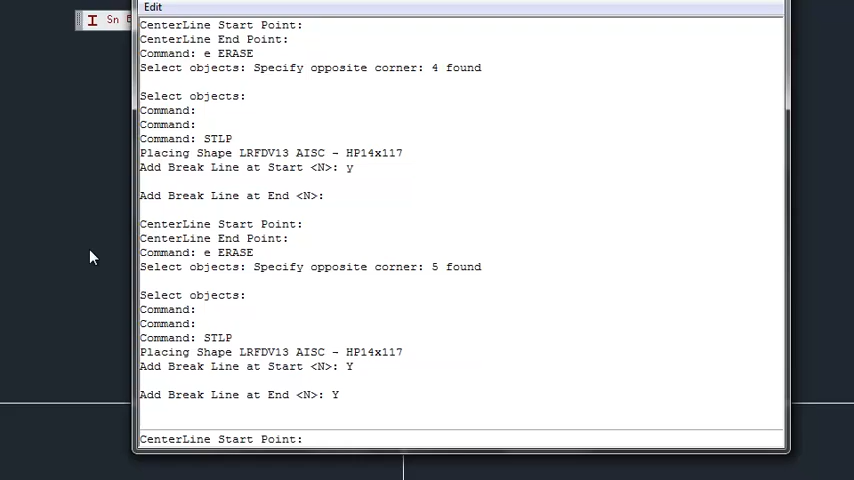 Sn
Edit
CenterLine Start Point:
CenterLine End Point:
Command: e ERASE
Select objects: Specify opposite corner: 4 found
Select objects:
Command:
Command:
Command: STLP
Placing Shape LRFDV13 AISC - HP14x117
Add Break Line at Start <N>: y
Add Break Line at End <N>:
CenterLine Start Point:
CenterLine End Point:
Command: e ERASE
Select objects: Specify opposite corner: 5 found
Select objects:
Command:
Command:
Command: STLP
Placing Shape LRFDV13 AISC - HP14x117
Add Break Line at Start <N>: Y
Add Break Line at End <N>: Y
CenterLine Start Point: